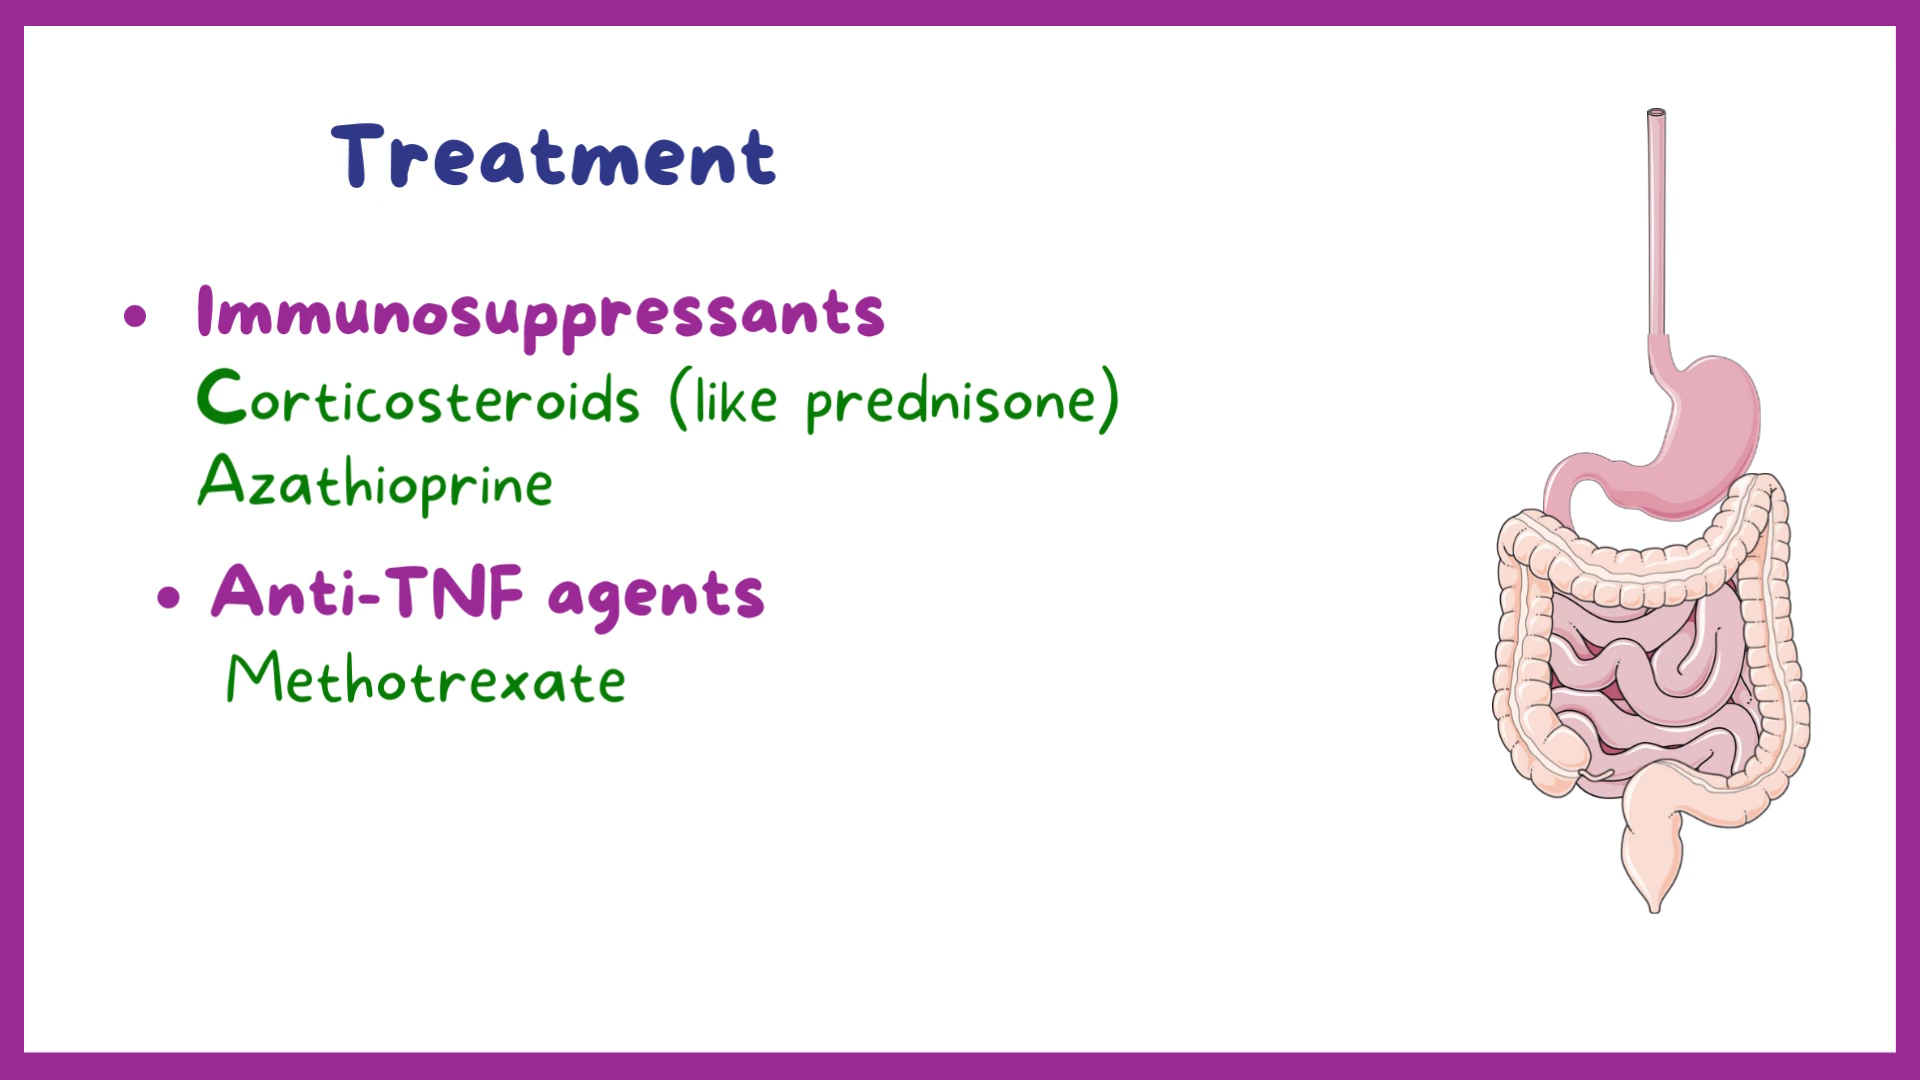 Treatment
• Immunosuppressants
Corticosteroids (like prednisone)
Azathioprine
• Anti-TNF agents
Methotrexate